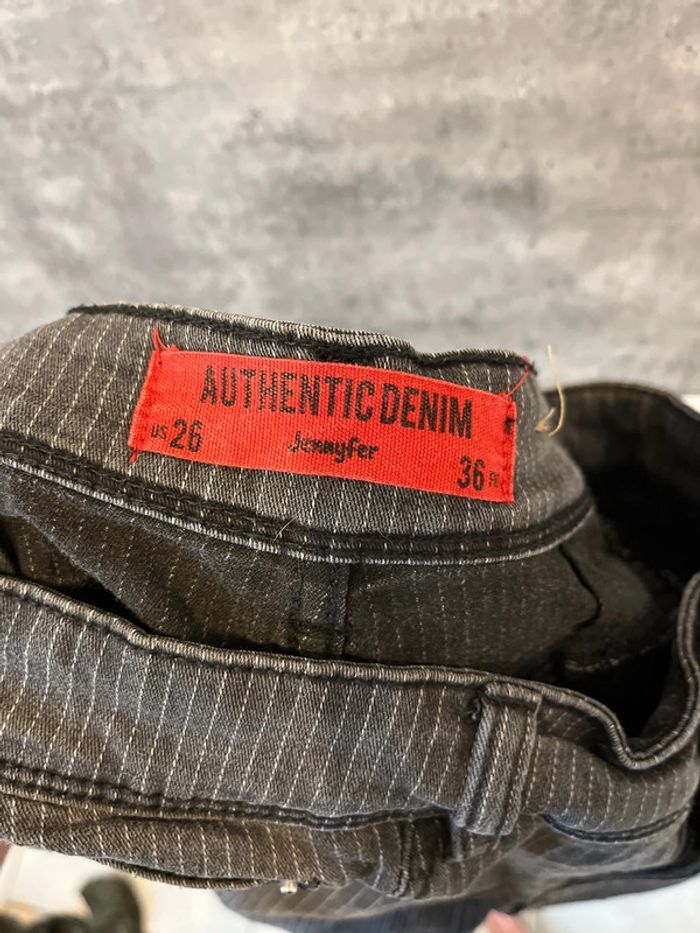 AUTHENTIC DENIM
US 26
Jennyfer
36 FR